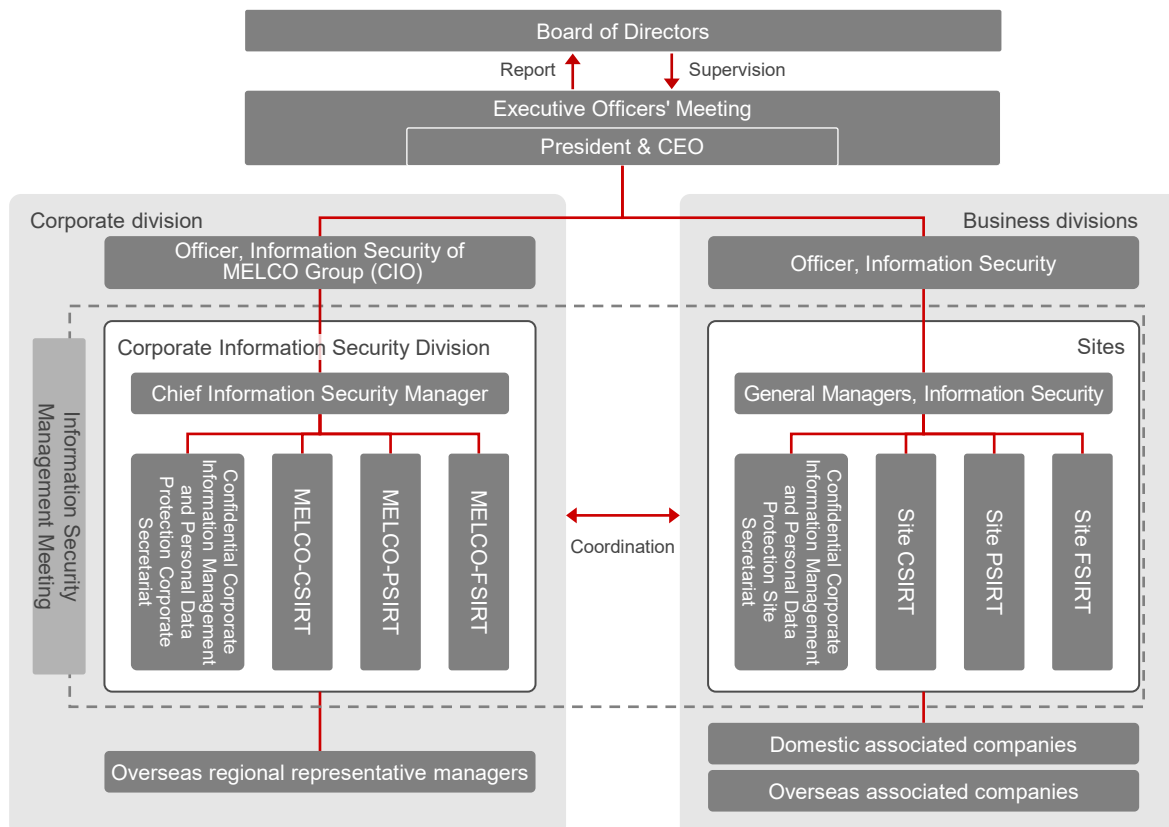 Board of Directors
Report
Supervision
Executive Officers' Meeting
President & CEO
Corporate division
Business divisions
Officer, Information Security of
MELCO Group (CIO)
Officer, Information Security
Information Security
Management Meeting
Corporate Information Security Division
Sites
Chief Information Security Manager
General Managers, Information Security
Confidential Corporate
Information Management
and Personal Data
Protection Corporate
Secretariat
MELCO-CSIRT
MELCO-PSIRT
MELCO-FSIRT
Coordination
Confidential Corporate
Information Management
and Personal Data
Protection Site
Secretariat
Site CSIRT
Site PSIRT
Site FSIRT
Overseas regional representative managers
Domestic associated companies
Overseas associated companies